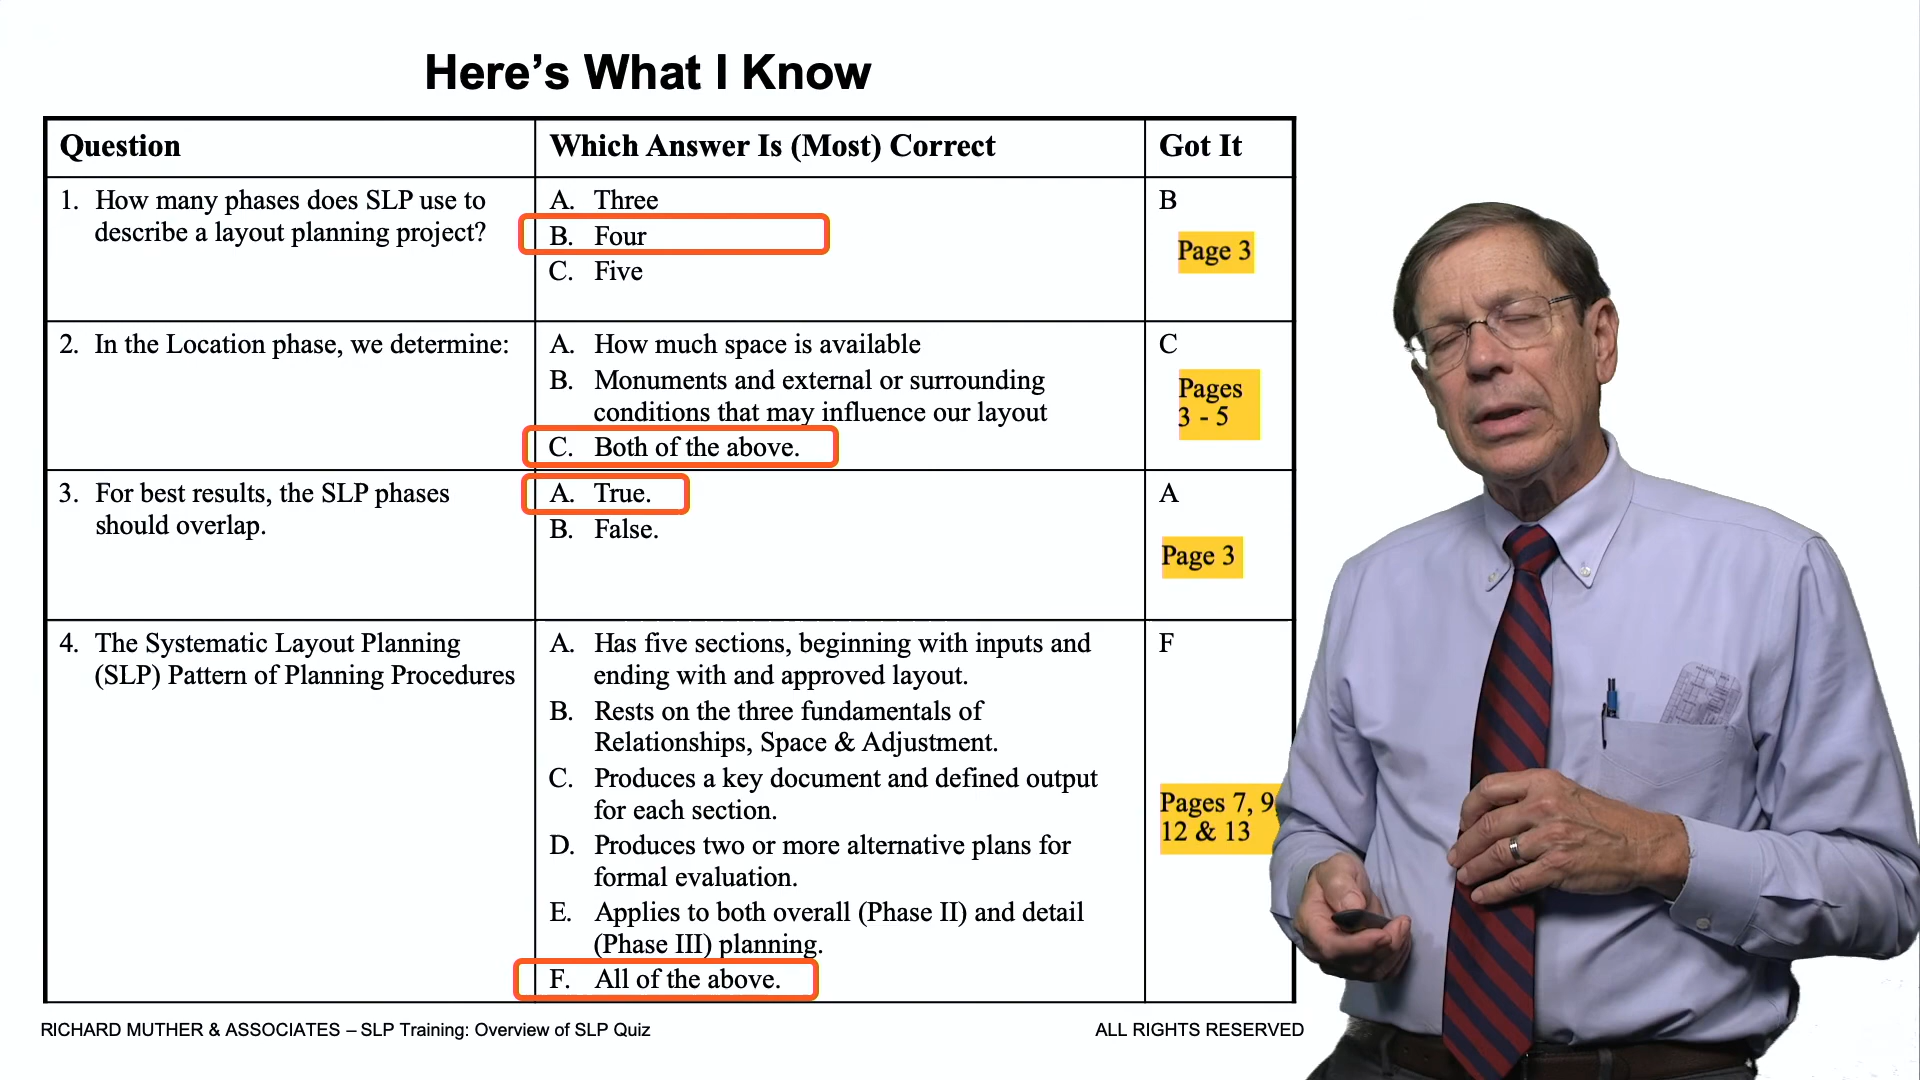 Here’s What I Know
Question
Which Answer Is (Most) Correct
Got It
1. How many phases does SLP use to
describe a layout planning project?
A. Three
B. Four
C. Five
B
Page 3
2. In the Location phase, we determine:
A. How much space is available
B. Monuments and external or surrounding
conditions that may influence our layout
C. Both of the above.
C
Pages
3 - 5
3. For best results, the SLP phases
should overlap.
A. True.
B. False.
A
Page 3
4. The Systematic Layout Planning
(SLP) Pattern of Planning Procedures
A. Has five sections, beginning with inputs and
ending with and approved layout.
B. Rests on the three fundamentals of
Relationships, Space & Adjustment.
C. Produces a key document and defined output
for each section.
D. Produces two or more alternative plans for
formal evaluation.
E. Applies to both overall (Phase II) and detail
(Phase III) planning.
F. All of the above.
F
Pages 7, 9
12 & 13
RICHARD MUTHER & ASSOCIATES – SLP Training: Overview of SLP Quiz
ALL RIGHTS RESERVED